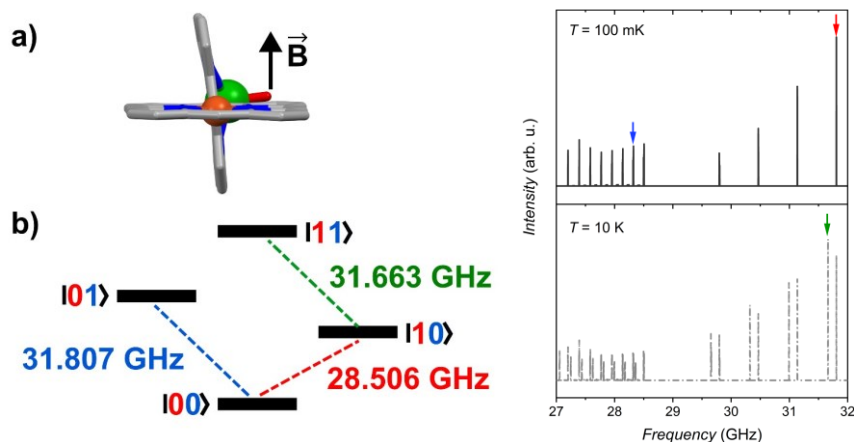 a)
B
b)
|11⟩
31.663 GHz
|01⟩
|10⟩
31.807 GHz
28.506 GHz
|00⟩
T = 100 mK
T = 10 K
Intensity (arb. u.)
27 28 29 30 31 32
Frequency (GHz)